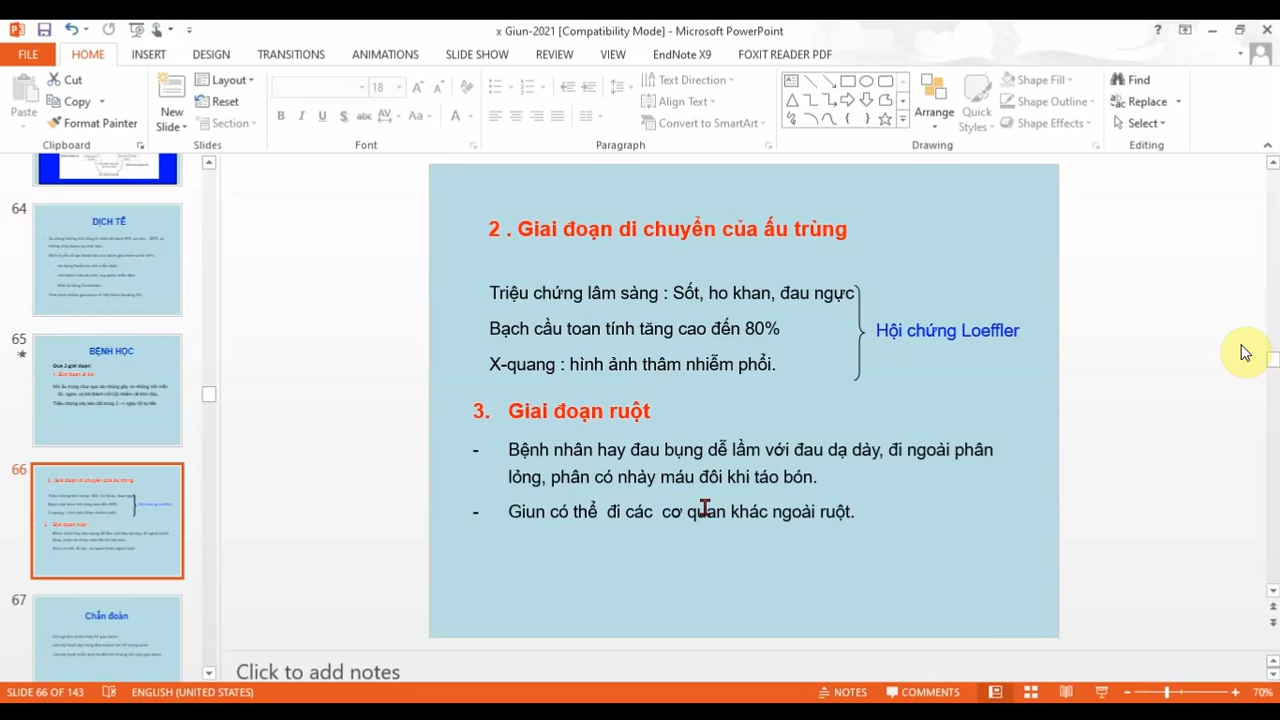 x Giun-2021 [Compatibility Mode] - Microsoft PowerPoint
FILE HOME INSERT DESIGN TRANSITIONS ANIMATIONS SLIDE SHOW REVIEW VIEW EndNote X9 FOXIT READER PDF
Cut
Copy
Format Painter
Paste
Clipboard
New
Slide
Layout
Reset
Section
Slides
18
Font
Text Direction
Align Text
Convert to SmartArt
Paragraph
Arrange
Quick
Styles
Shape Fill
Shape Outline
Shape Effects
Drawing
Find
Replace
Select
Editing
64
DỊCH TỄ
65
BỆNH HỌC
66
67
Chẩn đoán
2 . Giai đoạn di chuyển của ấu trùng
Triệu chứng lâm sàng : Sốt, ho khan, đau ngực
Bạch cầu toan tính tăng cao đến 80%
X-quang : hình ảnh thâm nhiễm phổi.
Hội chứng Loeffler
3. Giai đoạn ruột
- Bệnh nhân hay đau bụng dễ lầm với đau dạ dày, đi ngoài phân
lỏng, phân có nhày máu đôi khi táo bón.
- Giun có thể đi các cơ quan khác ngoài ruột.
Click to add notes
SLIDE 66 OF 143 ENGLISH (UNITED STATES) NOTES COMMENTS 70%